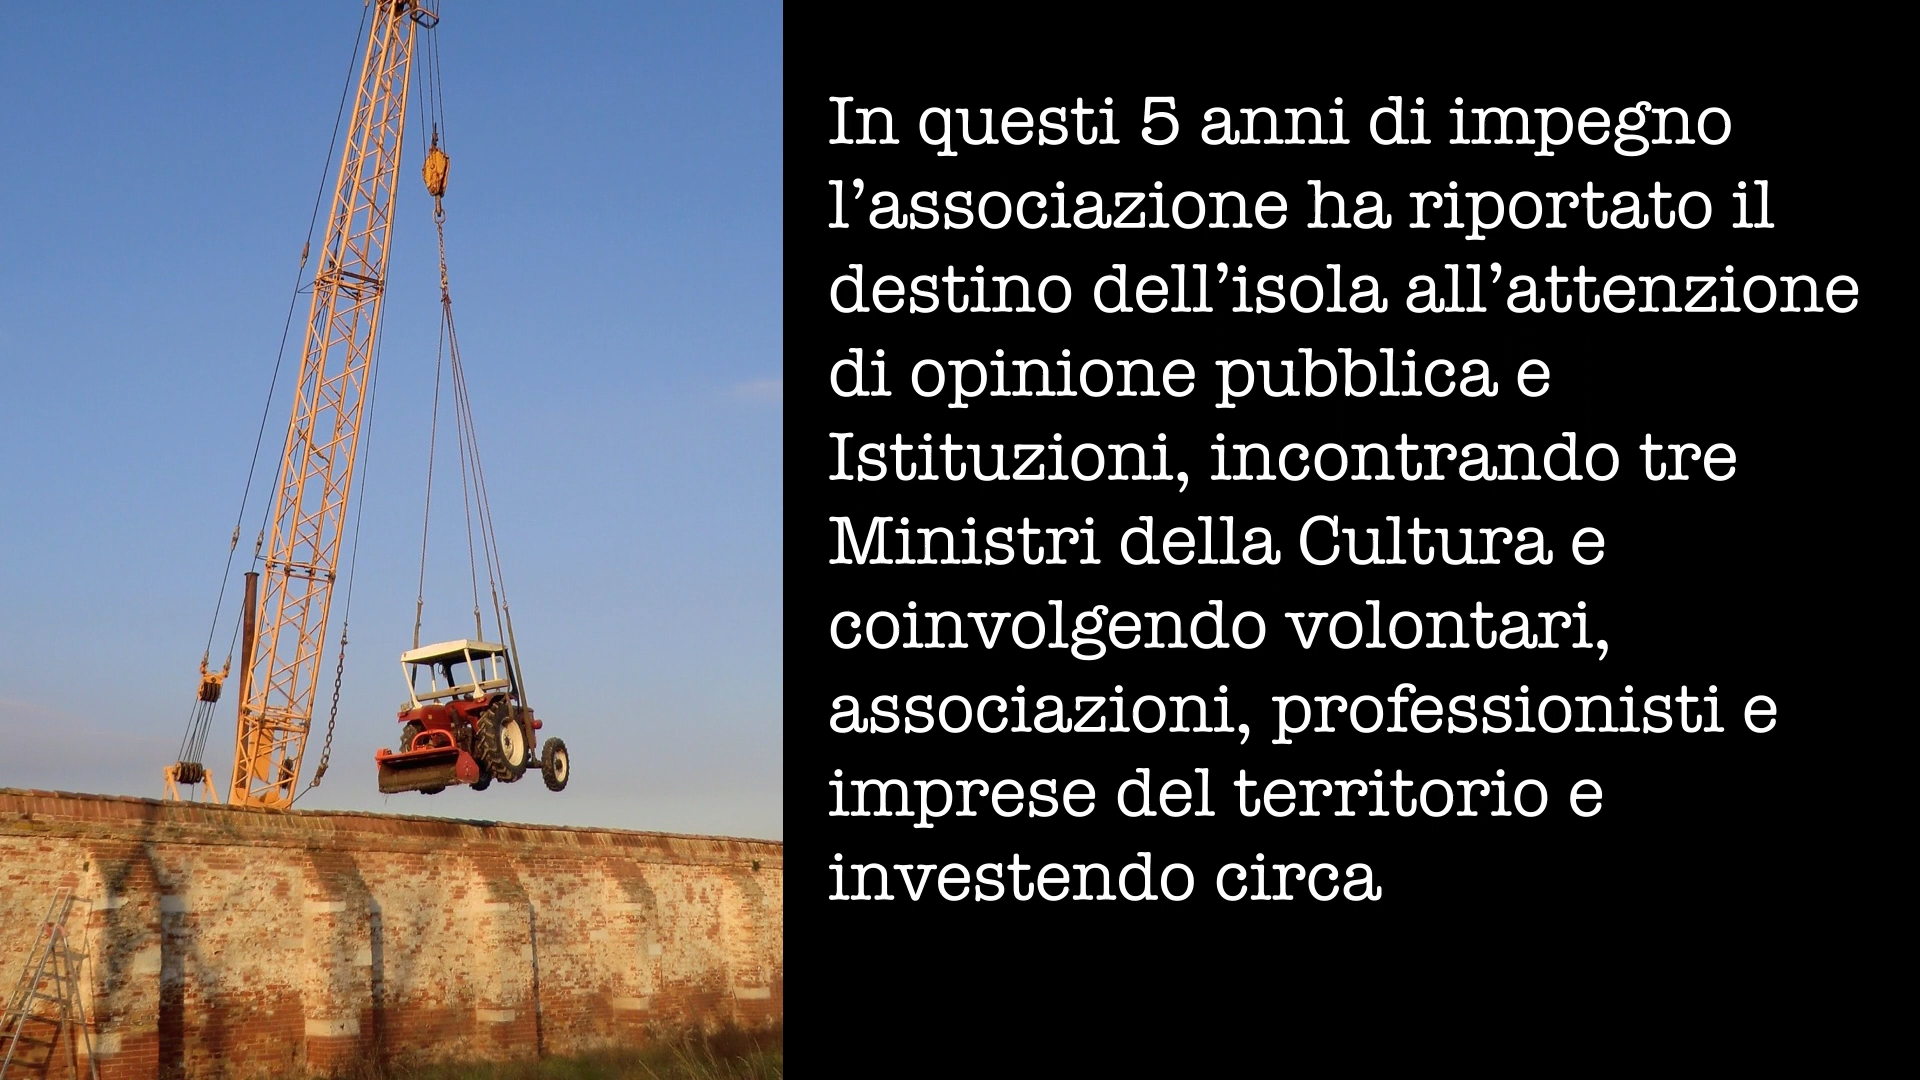 In questi 5 anni di impegno
l’associazione ha riportato il
destino dell’isola all’attenzione
di opinione pubblica e
Istituzioni, incontrando tre
Ministri della Cultura e
coinvolgendo volontari,
associazioni, professionisti e
imprese del territorio e
investendo circa